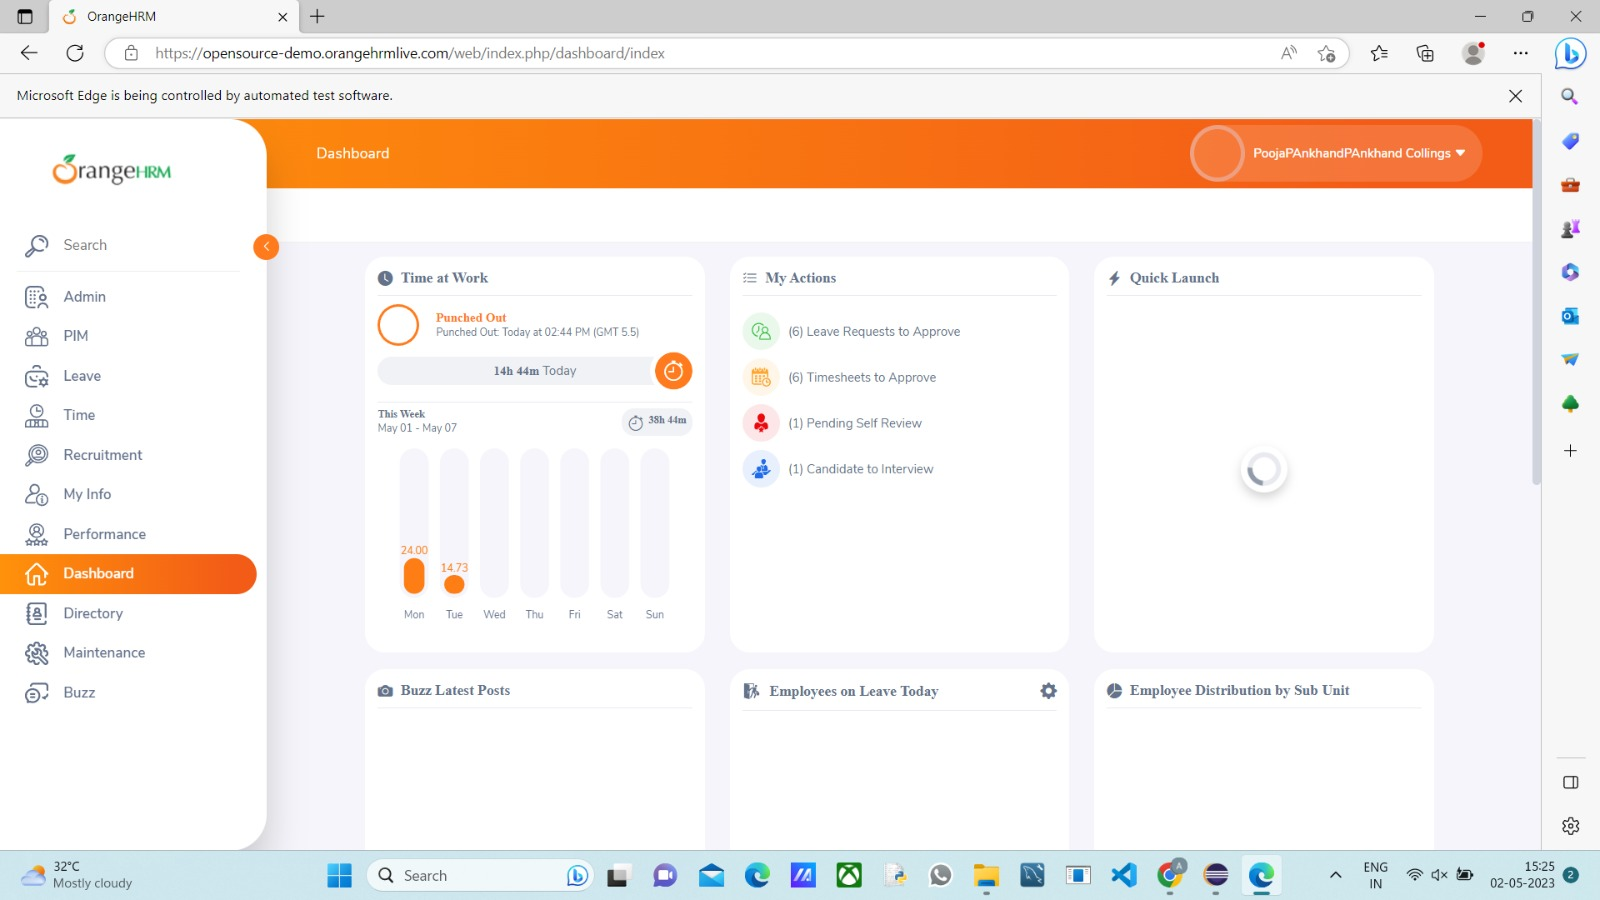 OrangeHRM
https://opensource-demo.orangehrmlive.com/web/index.php/dashboard/index
Microsoft Edge is being controlled by automated test software.
OrangeHRM
Dashboard
PoojaPAnkhandPAnkhand Collings
Search
Admin
PIM
Leave
Time
Recruitment
My Info
Performance
Dashboard
Directory
Maintenance
Buzz
Time at Work
Punched Out
Punched Out: Today at 02:44 PM (GMT 5.5)
14h 44m Today
This Week
May 01 - May 07
38h 44m
24.00
14.73
Mon Tue Wed Thu Fri Sat Sun
My Actions
(6) Leave Requests to Approve
(6) Timesheets to Approve
(1) Pending Self Review
(1) Candidate to Interview
Quick Launch
Buzz Latest Posts
Employees on Leave Today
Employee Distribution by Sub Unit
32°C
Mostly cloudy
Search
A
ENG
IN
15:25
02-05-2023
2